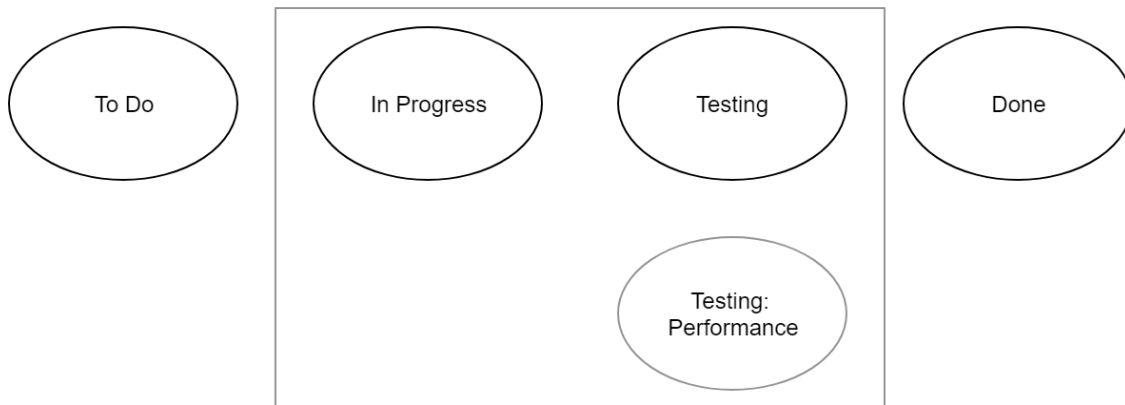 To Do
In Progress
Testing
Done
Testing:
Performance